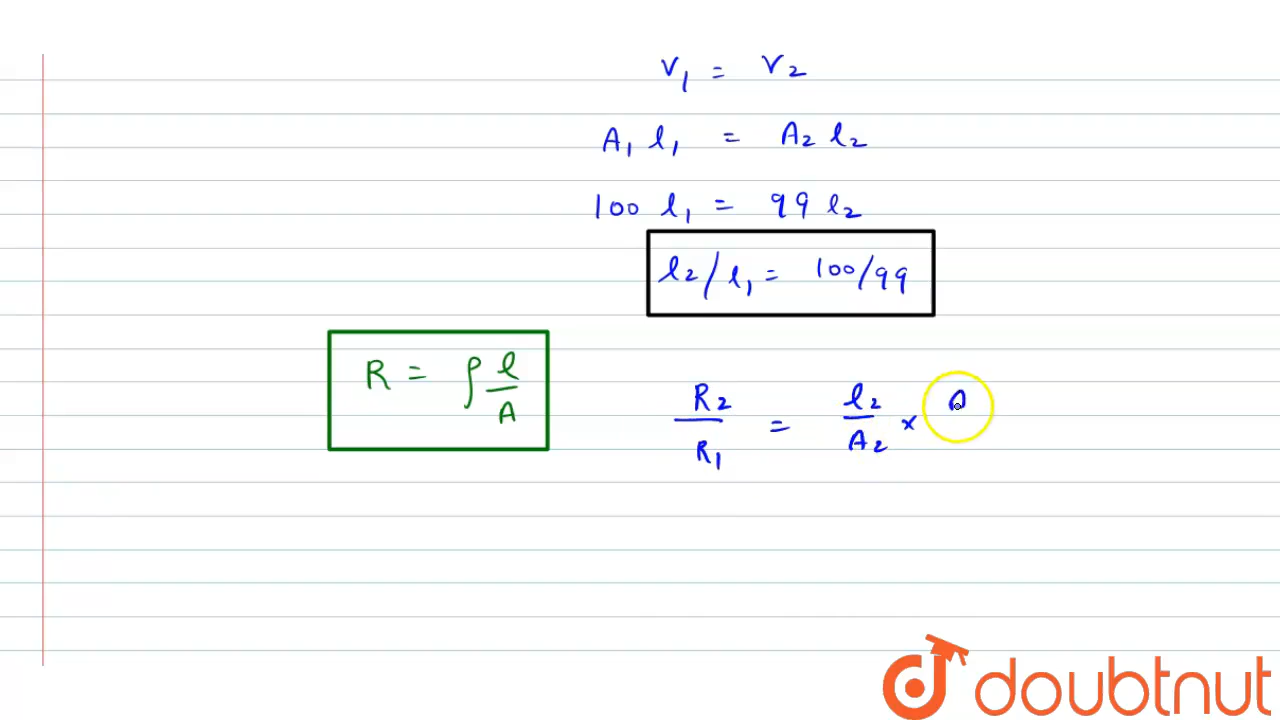 V₁ = V₂
A₁ l₁ = A₂ l₂
100 l₁ = 99 l₂
l₂/l₁ = 100/99
R = ρ l/A
R₂/R₁ = l₂/A₂ × A
doubtnut